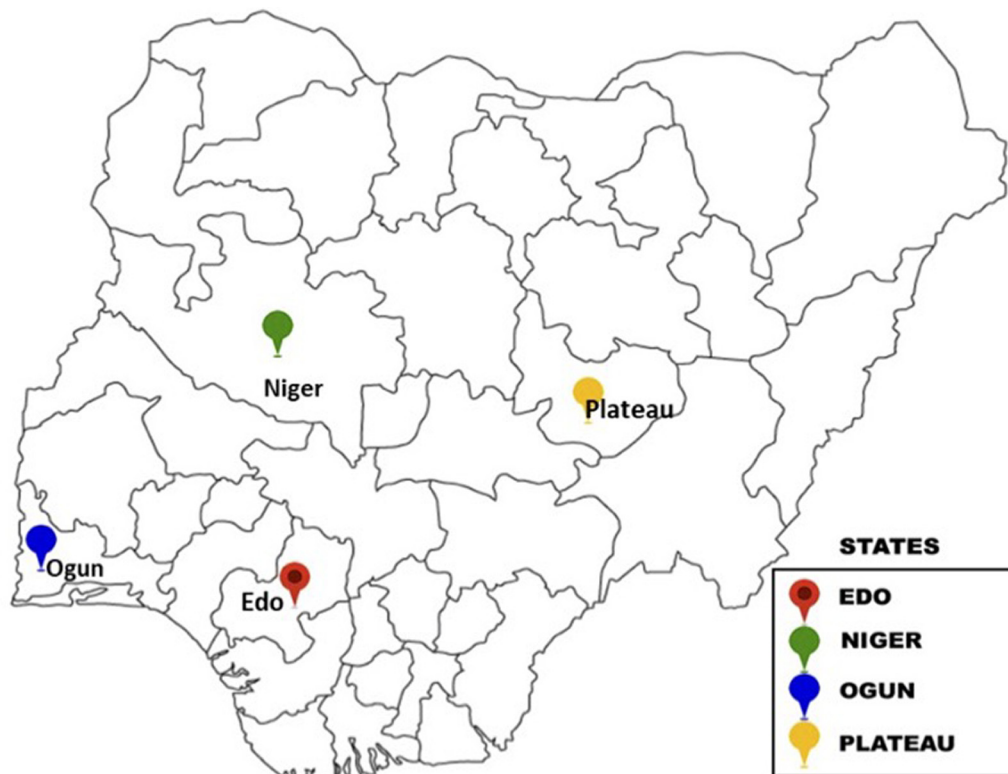 Niger
Plateau
Ogun
Edo
STATES
EDO
NIGER
OGUN
PLATEAU